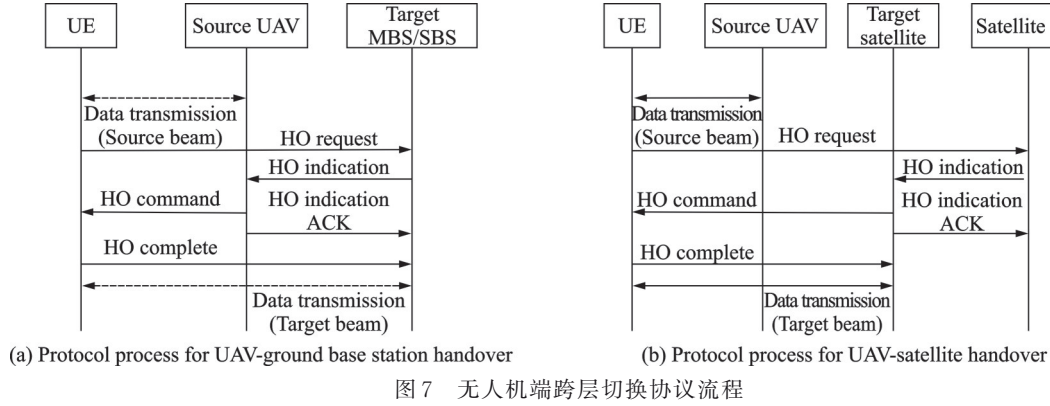 UE
Source UAV
Target
MBS/SBS
Data transmission
(Source beam)
HO request
HO indication
HO command
HO indication
ACK
HO complete
Data transmission
(Target beam)
(a) Protocol process for UAV-ground base station handover
UE
Source UAV
Target
satellite
Satellite
Data transmission
(Source beam)
HO request
HO indication
HO command
HO indication
ACK
HO complete
Data transmission
(Target beam)
(b) Protocol process for UAV-satellite handover
图7 无人机端跨层切换协议流程